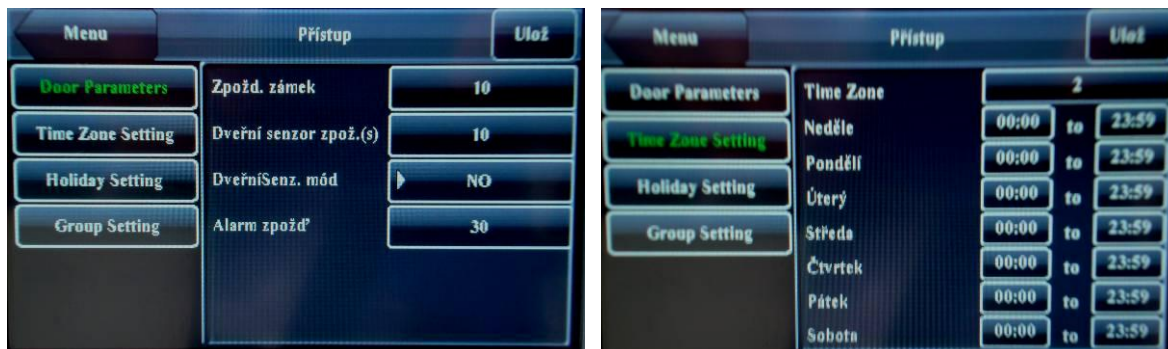 Menu Přístup Ulož
Door Parameters
Time Zone Setting
Holiday Setting
Group Setting
Zpožd. zámek 10
Dveřní senzor zpož.(s) 10
DveřníSenz. mód NO
Alarm zpožď 30
Menu Přístup Ulož
Door Parameters
Time Zone Setting
Holiday Setting
Group Setting
Time Zone 2
Neděle 00:00 to 23:59
Pondělí 00:00 to 23:59
Úterý 00:00 to 23:59
Středa 00:00 to 23:59
Čtvrtek 00:00 to 23:59
Pátek 00:00 to 23:59
Sobota 00:00 to 23:59